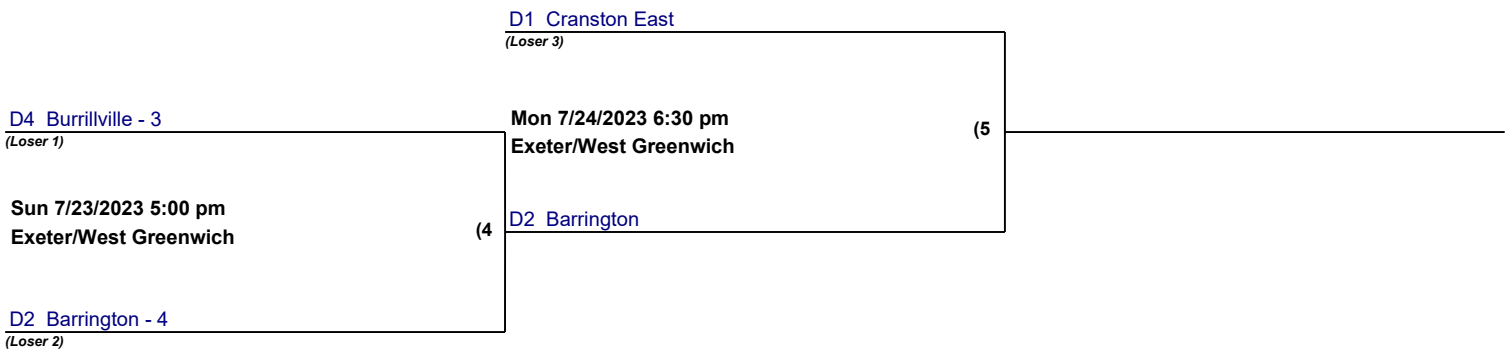 D1 Cranston East
(Loser 3)
D4 Burrillville - 3
(Loser 1)
Mon 7/24/2023 6:30 pm
Exeter/West Greenwich
(5
Sun 7/23/2023 5:00 pm
Exeter/West Greenwich
(4
D2 Barrington
D2 Barrington - 4
(Loser 2)